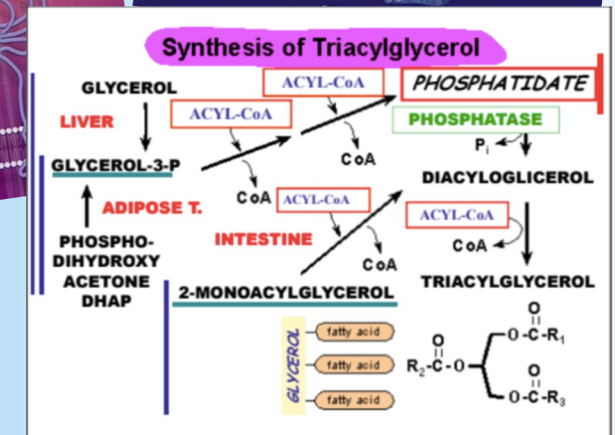 Synthesis of Triacylglycerol
GLYCEROL
ACYL-CoA
PHOSPHATIDATE
LIVER
ACYL-CoA
PHOSPHATASE
Pi
GLYCEROL-3-P
CoA
DIACYLOGLICEROL
ADIPOSE T.
CoA
ACYL-CoA
ACYL-CoA
PHOSPHO-
DIHYDROXY
ACETONE
DHAP
INTESTINE
CoA
CoA
2-MONOACYLGLYCEROL
TRIACYLGLYCEROL
GLYCEROL
fatty acid
fatty acid
fatty acid
O
O-C-R1
O
R2-C-O
O
O-C-R3